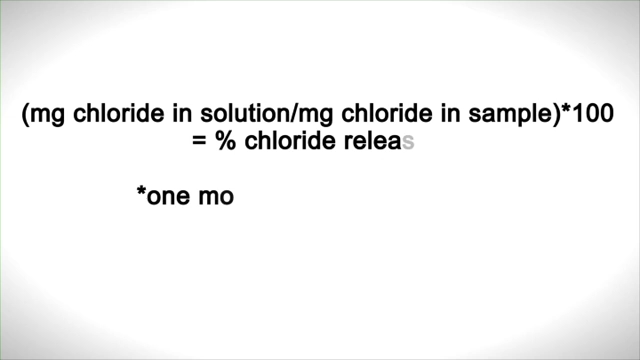 (mg chloride in solution/mg chloride in sample)*100
= % chloride releas
*one mo